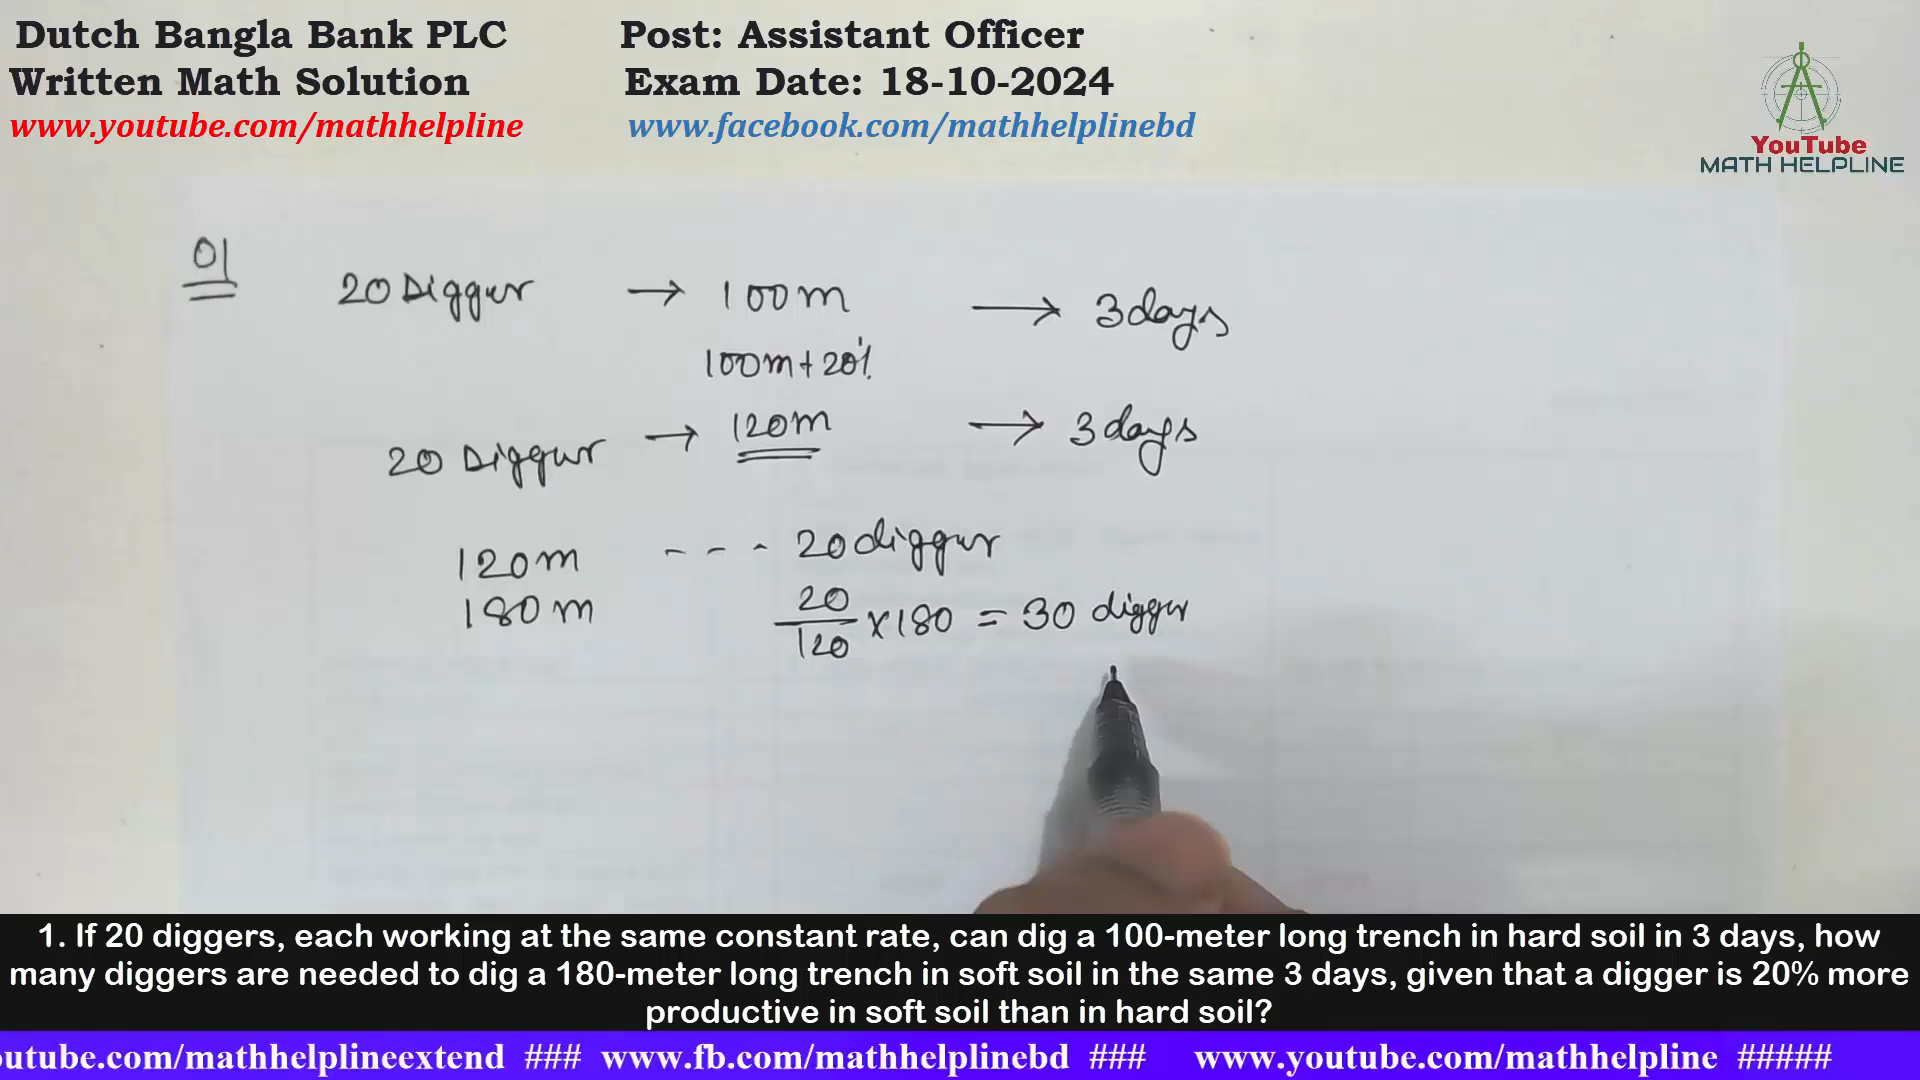 Dutch Bangla Bank PLC
Post: Assistant Officer
Written Math Solution
Exam Date: 18-10-2024
www.youtube.com/mathhelpline
www.facebook.com/mathhelplinebd
YouTube
MATH HELPLINE
01
20 Digger → 100m → 3days
100m+20%
20 Digger → 120m → 3days
120m - - - 20 digger
180m 20/120 ×180 = 30 digger
1. If 20 diggers, each working at the same constant rate, can dig a 100-meter long trench in hard soil in 3 days, how
many diggers are needed to dig a 180-meter long trench in soft soil in the same 3 days, given that a digger is 20% more
productive in soft soil than in hard soil?
outube.com/mathhelplineextend ### www.fb.com/mathhelplinebd ### www.youtube.com/mathhelpline #####